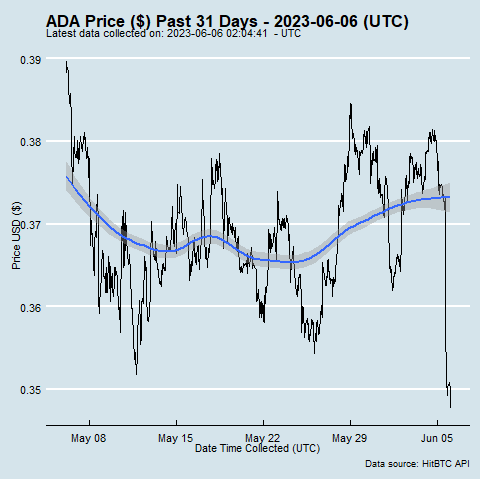 ADA Price ($) Past 31 Days - 2023-06-06 (UTC)
Latest data collected on: 2023-06-06 02:04:41  - UTC
0.39
0.38
0.37
0.36
0.35
Price USD ($)
May 08
May 15
May 22
May 29
Jun 05
Date Time Collected (UTC)
Data source: HitBTC API